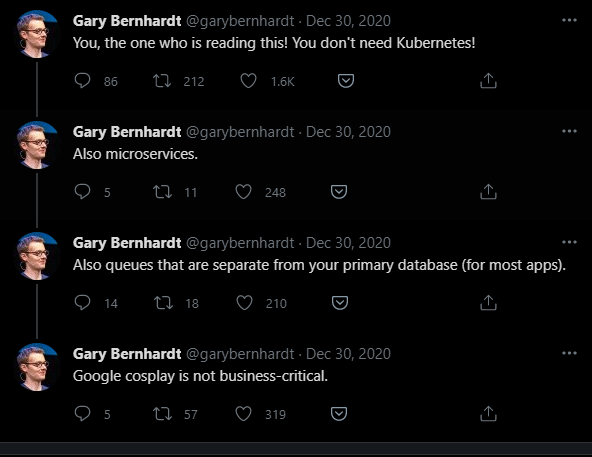 Gary Bernhardt @garybernhardt · Dec 30, 2020
You, the one who is reading this! You don't need Kubernetes!
86 212 1.6K
Gary Bernhardt @garybernhardt · Dec 30, 2020
Also microservices.
5 11 248
Gary Bernhardt @garybernhardt · Dec 30, 2020
Also queues that are separate from your primary database (for most apps).
14 18 210
Gary Bernhardt @garybernhardt · Dec 30, 2020
Google cosplay is not business-critical.
5 57 319